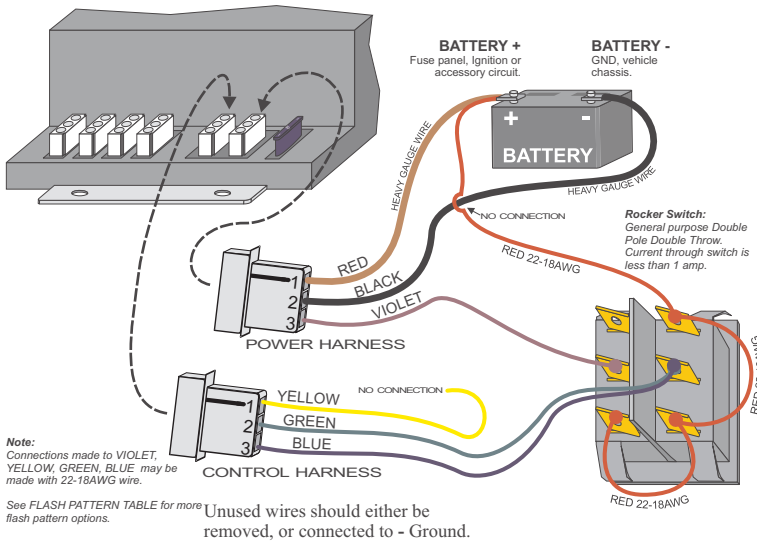 BATTERY +
Fuse panel, Ignition or
accessory circuit.
BATTERY -
GND, vehicle
chassis.
+ -
BATTERY
HEAVY GAUGE WIRE
HEAVY GAUGE WIRE
NO CONNECTION
RED 22-18AWG
Rocker Switch:
General purpose Double
Pole Double Throw.
Current through switch is
less than 1 amp.
1
2
3
RED
BLACK
VIOLET
POWER HARNESS
1
2
3
YELLOW
GREEN
BLUE
NO CONNECTION
CONTROL HARNESS
RED 22-18AWG
RED 22-18AWG
Note:
Connections made to VIOLET,
YELLOW, GREEN, BLUE may be
made with 22-18AWG wire.
See FLASH PATTERN TABLE for more
flash pattern options.
Unused wires should either be
removed, or connected to - Ground.